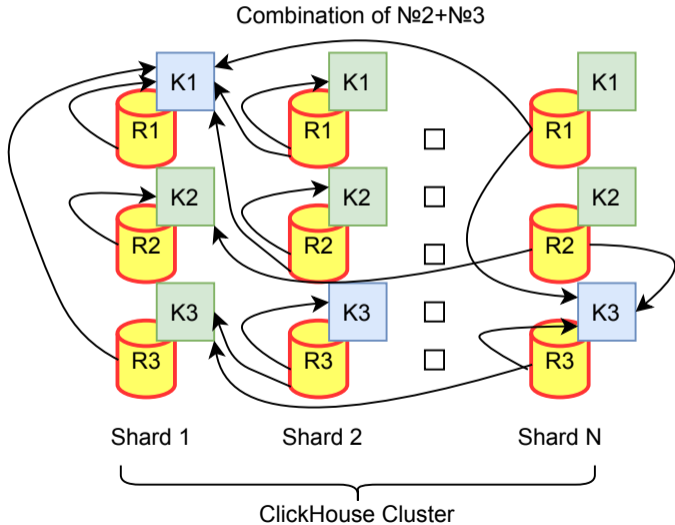 Combination of №2+№3
K1 K1 K1
R1 R1 R1
K2 K2 K2
R2 R2 R2
K3 K3 K3
R3 R3 R3
Shard 1 Shard 2 Shard N
ClickHouse Cluster